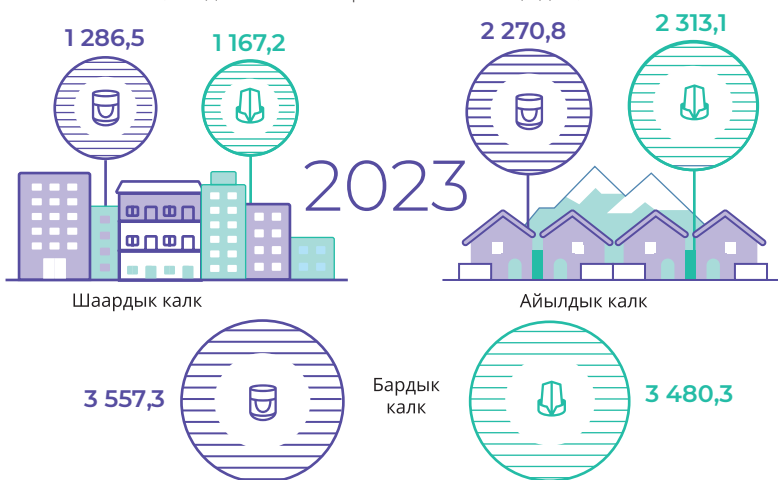 1 286,5
1 167,2
2 270,8
2 313,1
2023
Шаардык калк
Айылдык калк
3 557,3
Бардык
калк
3 480,3